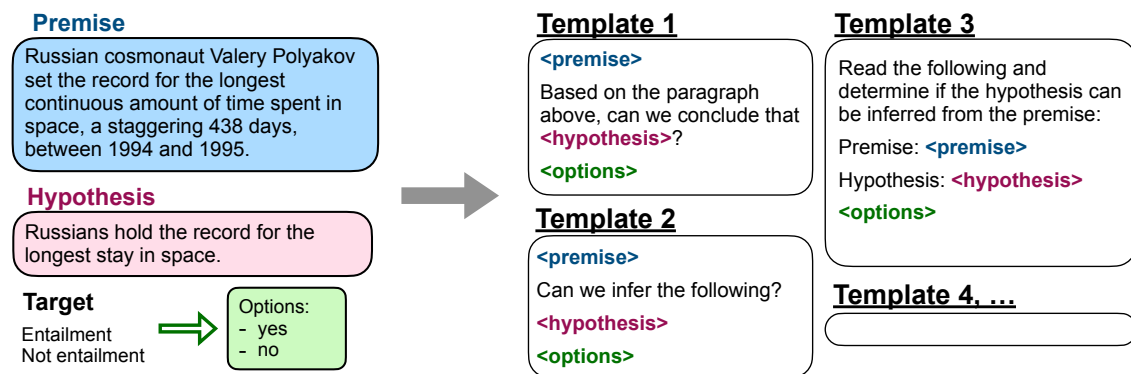 Premise
Russian cosmonaut Valery Polyakov
set the record for the longest
continuous amount of time spent in
space, a staggering 438 days,
between 1994 and 1995.
Hypothesis
Russians hold the record for the
longest stay in space.
Target
Entailment
Not entailment
Options:
- yes
- no
Template 1
<premise>
Based on the paragraph
above, can we conclude that
<hypothesis>?
<options>
Template 2
<premise>
Can we infer the following?
<hypothesis>
<options>
Template 3
Read the following and
determine if the hypothesis can
be inferred from the premise:
Premise: <premise>
Hypothesis: <hypothesis>
<options>
Template 4, …